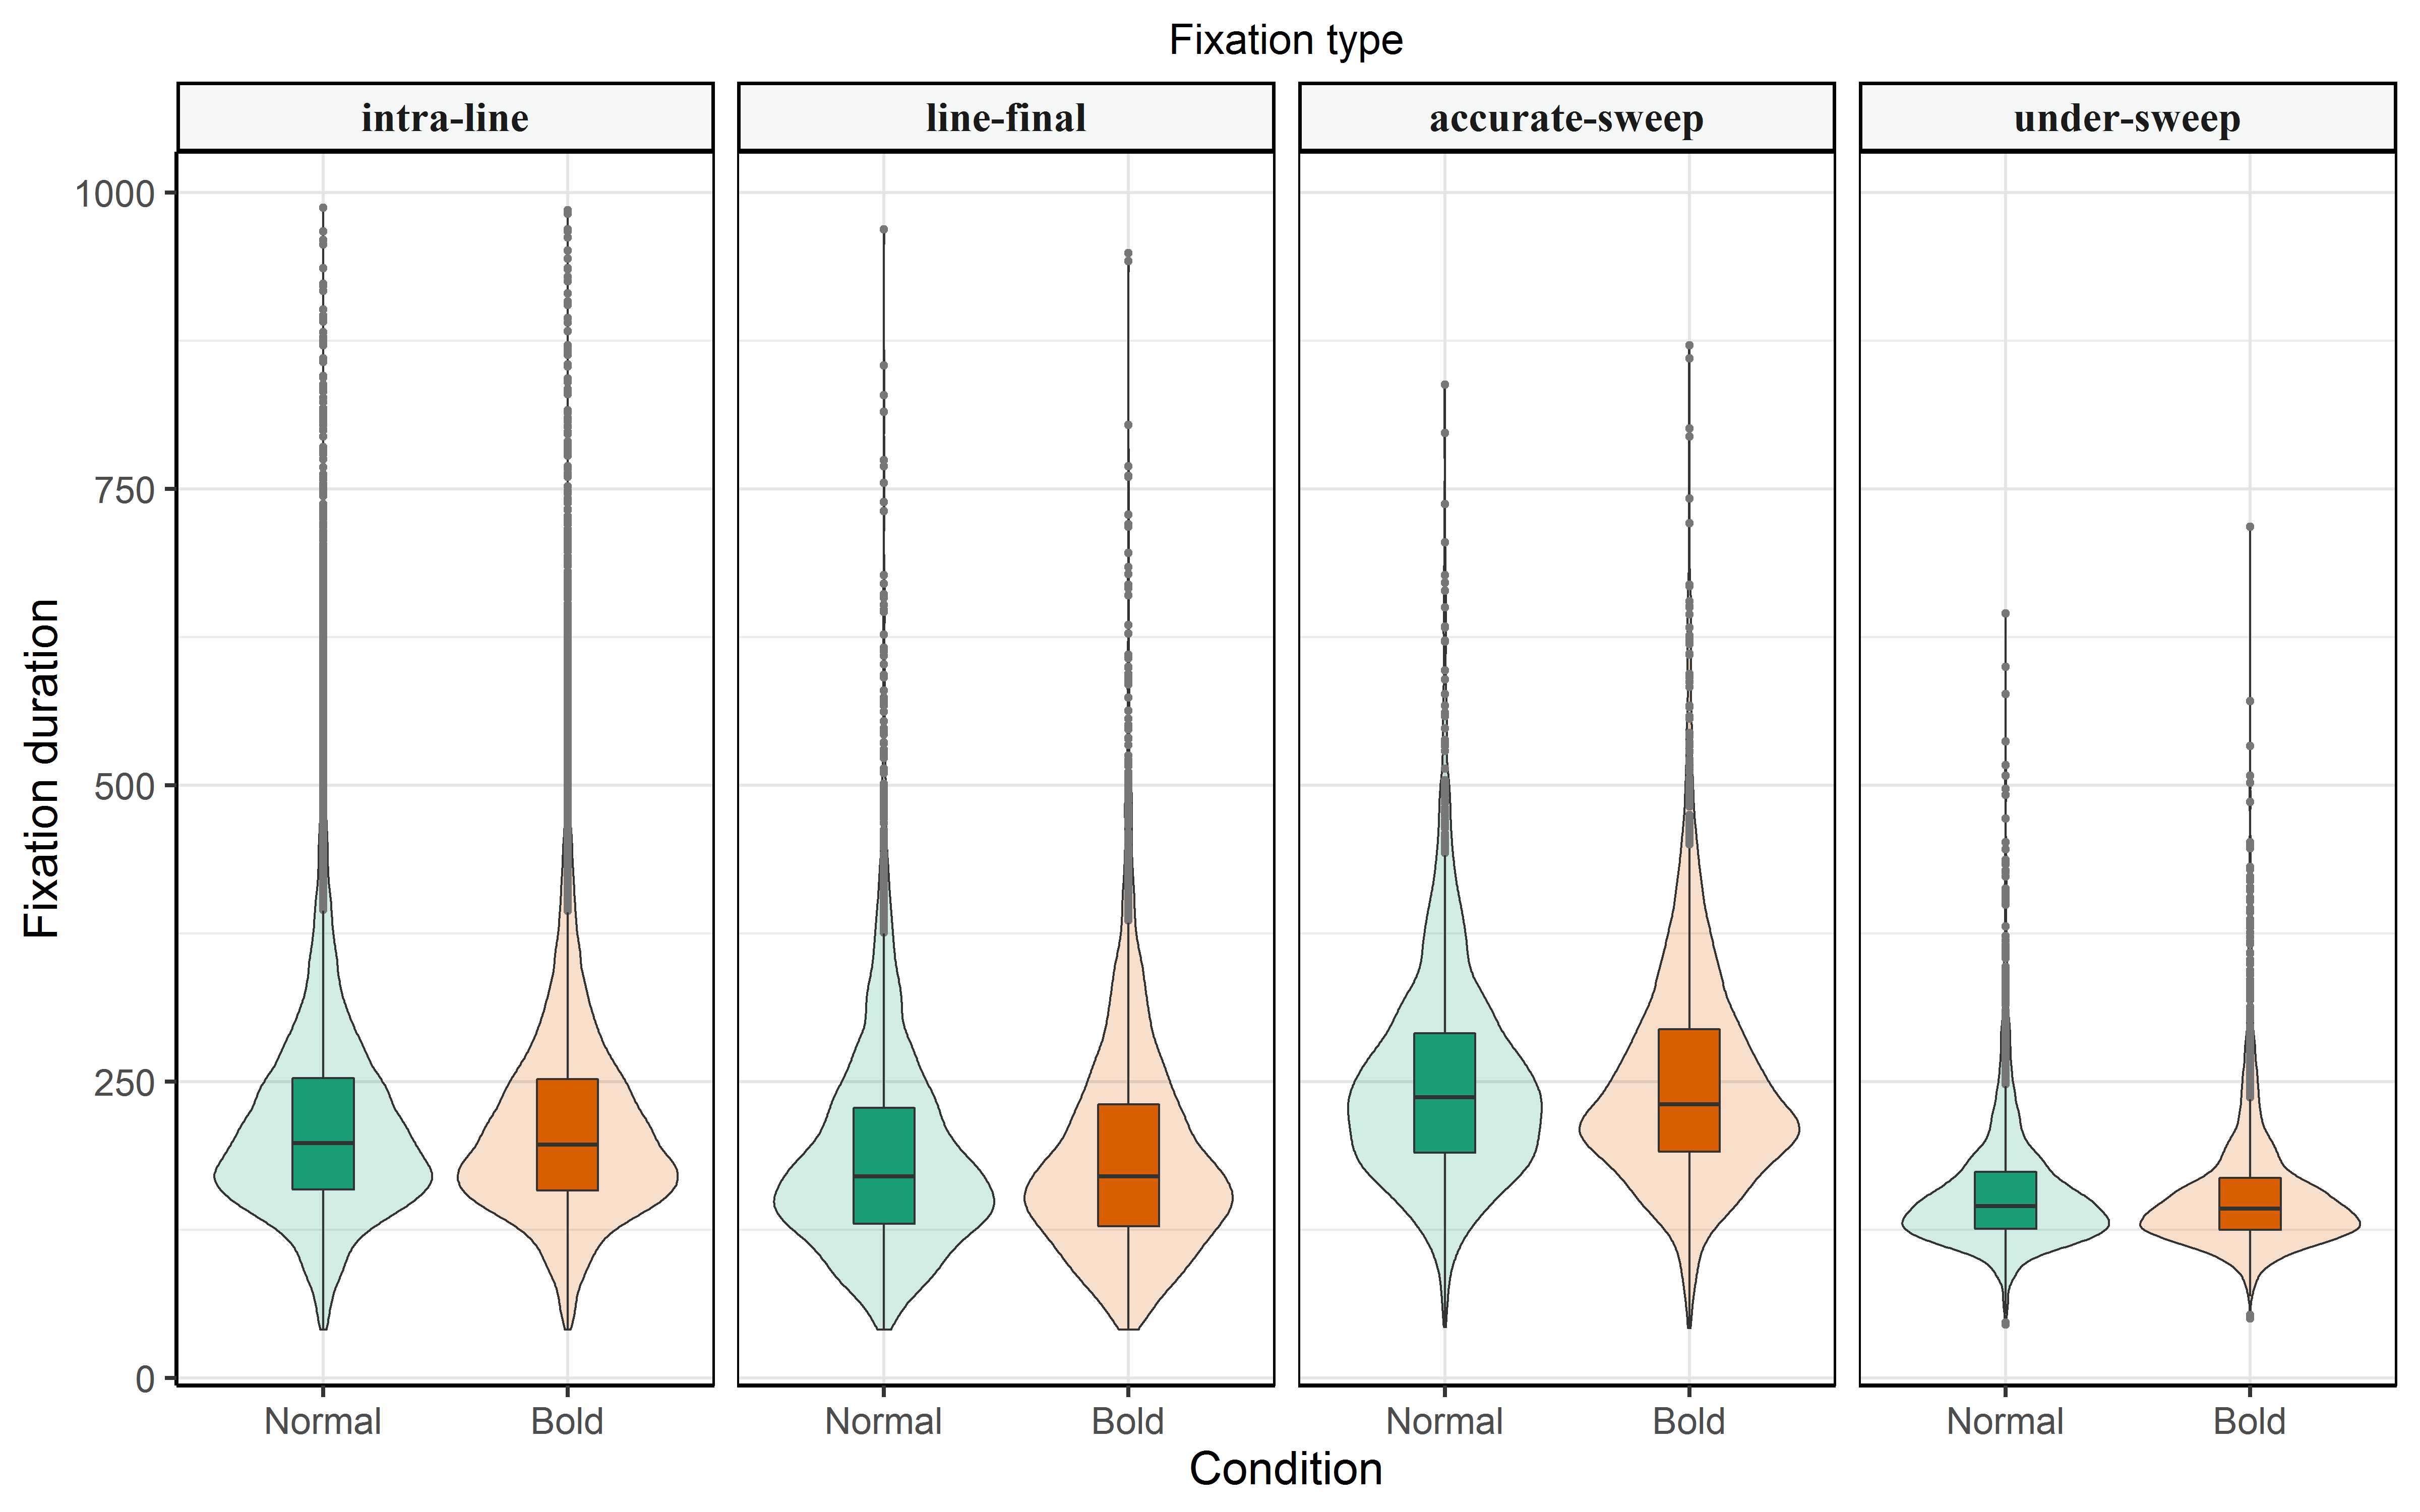 Fixation type
intra-line line-final accurate-sweep under-sweep
1000
750
500
250
0
Fixation duration
Normal Bold Normal Bold Normal Bold Normal Bold
Condition